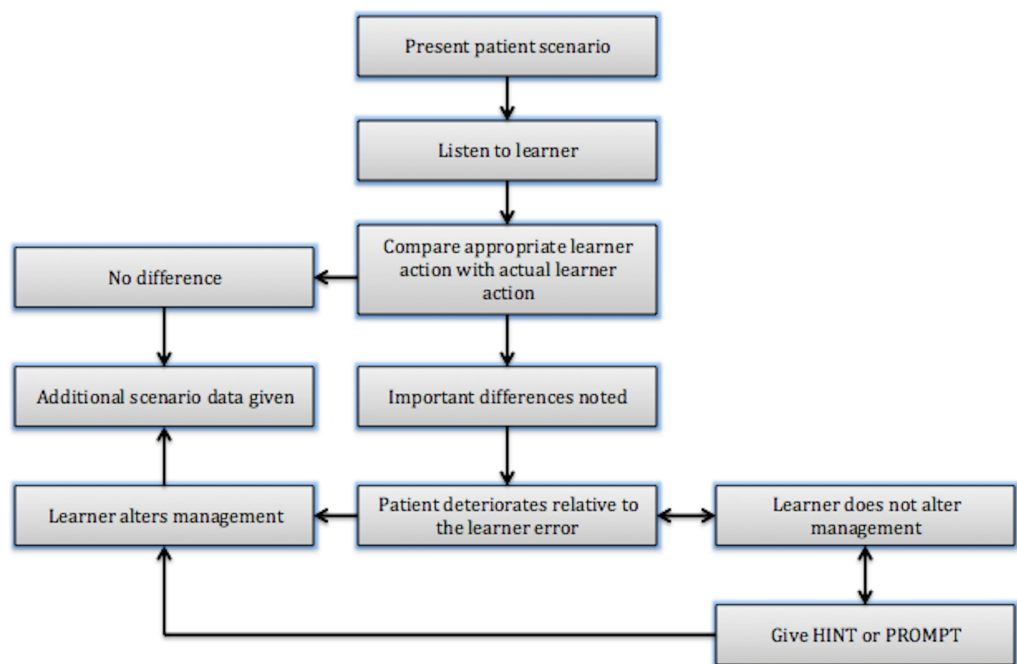 Present patient scenario
Listen to learner
Compare appropriate learner
action with actual learner
action
No difference
Additional scenario data given
Important differences noted
Learner alters management
Patient deteriorates relative to
the learner error
Learner does not alter
management
Give HINT or PROMPT